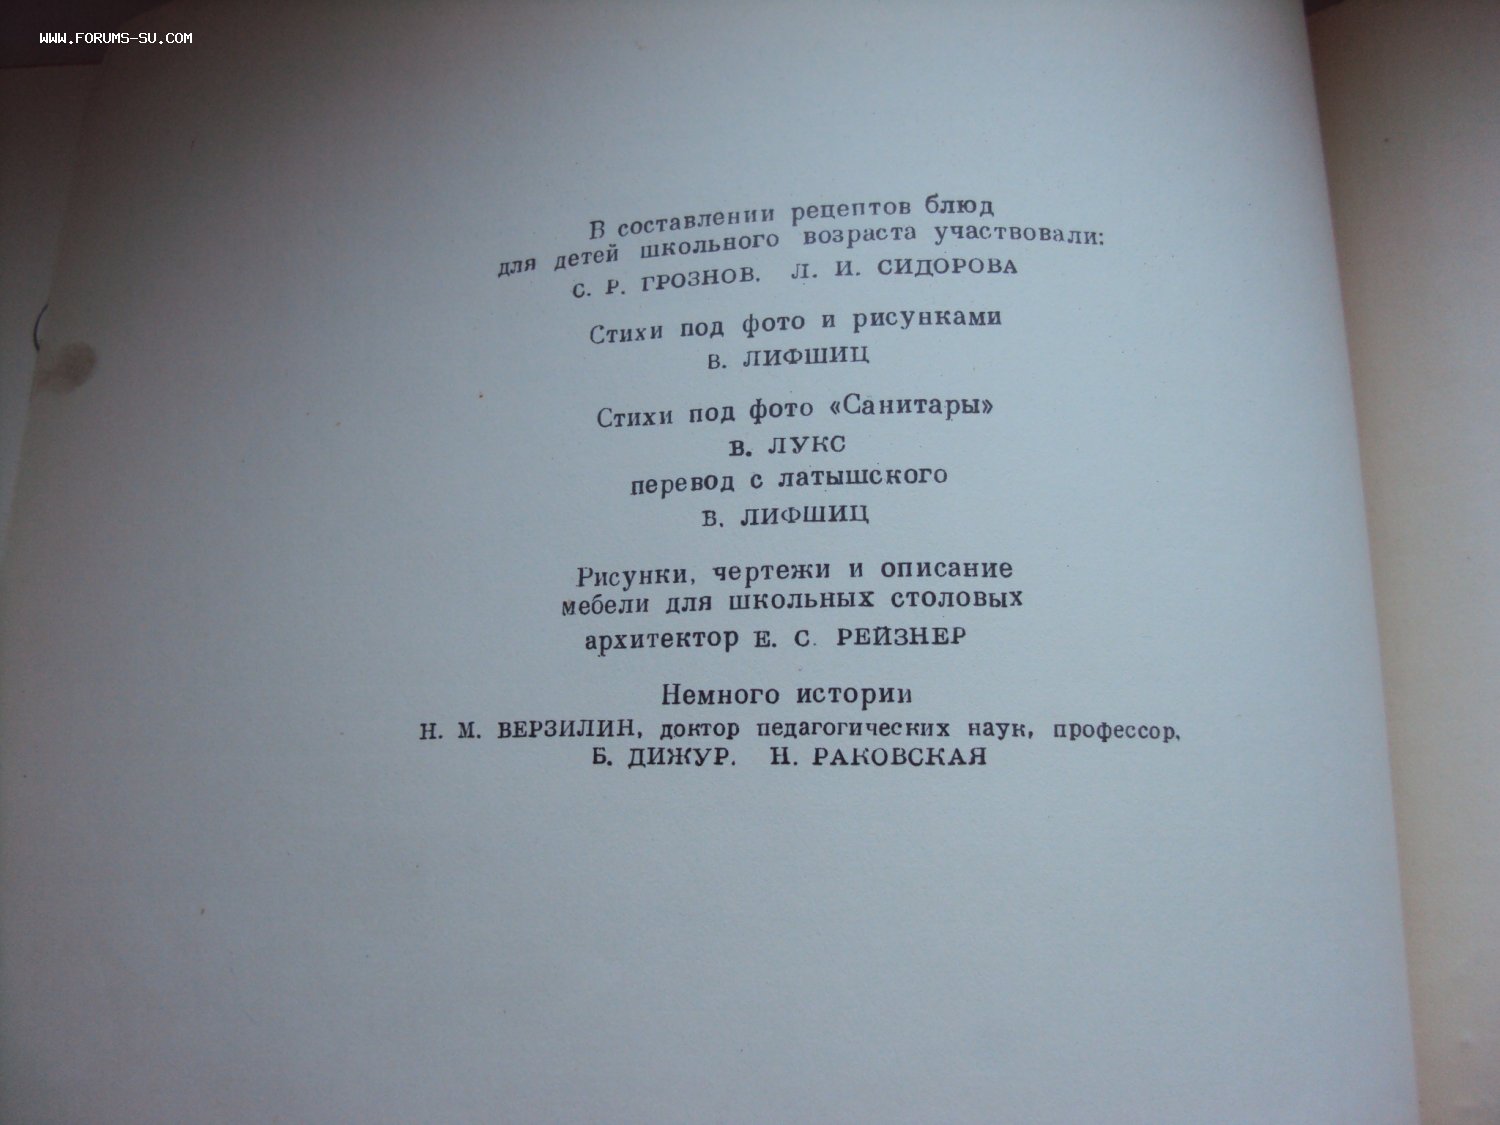 WWW.FORUMS-SU.COM
В составлении рецептов блюд
для детей школьного возраста участвовали:
С. Р. ГРОЗНОВ. Л. И. СИДОРОВА
Стихи под фото и рисунками
В. ЛИФШИЦ
Стихи под фото «Санитары»
В. ЛУКС
перевод с латышского
В. ЛИФШИЦ
Рисунки, чертежи и описание
мебели для школьных столовых
архитектор Е. С. РЕЙЗНЕР
Немного истории
Н. М. ВЕРЗИЛИН, доктор педагогических наук, профессор,
Б. ДИЖУР. Н. РАКОВСКАЯ